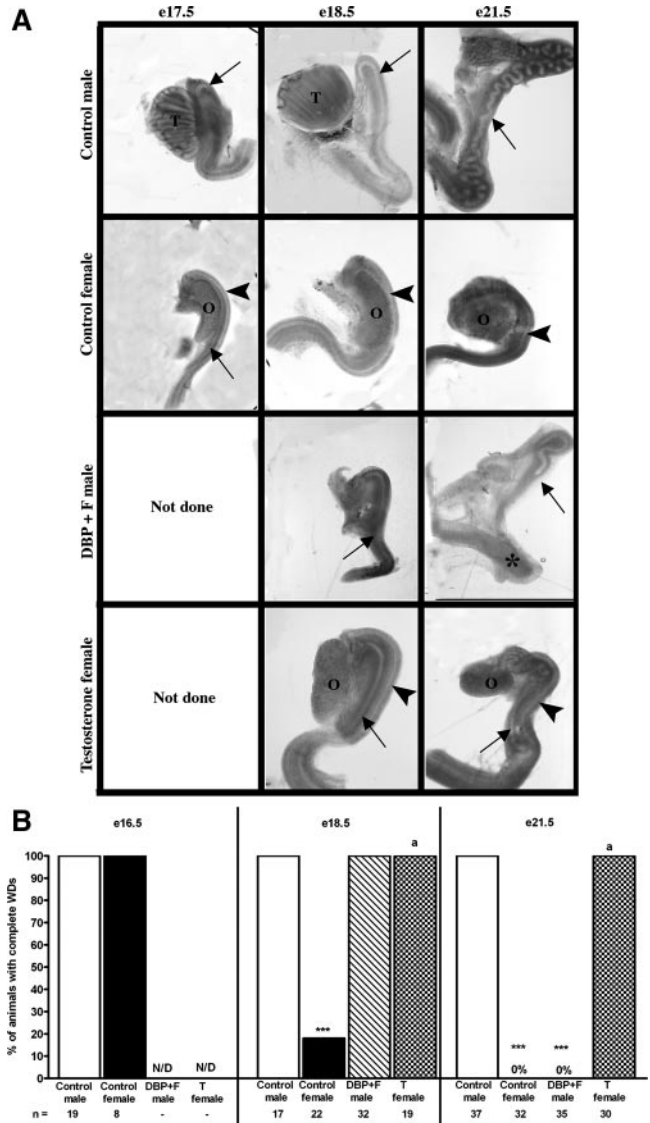 A
e17.5 e18.5 e21.5
Control male
T
T
Control female
O
O
O
DBP + F male
Not done
*
Testosterone female
Not done
O
O
B
e16.5 e18.5 e21.5
% of animals with complete WDs
100
90
80
70
60
50
40
30
20
10
0
N/D N/D
***
a
***
0%
***
0%
a
Control male Control female DBP+F male T female Control male Control female DBP+F male T female Control male Control female DBP+F male T female
n = 19 8 - - 17 22 32 19 37 32 35 30